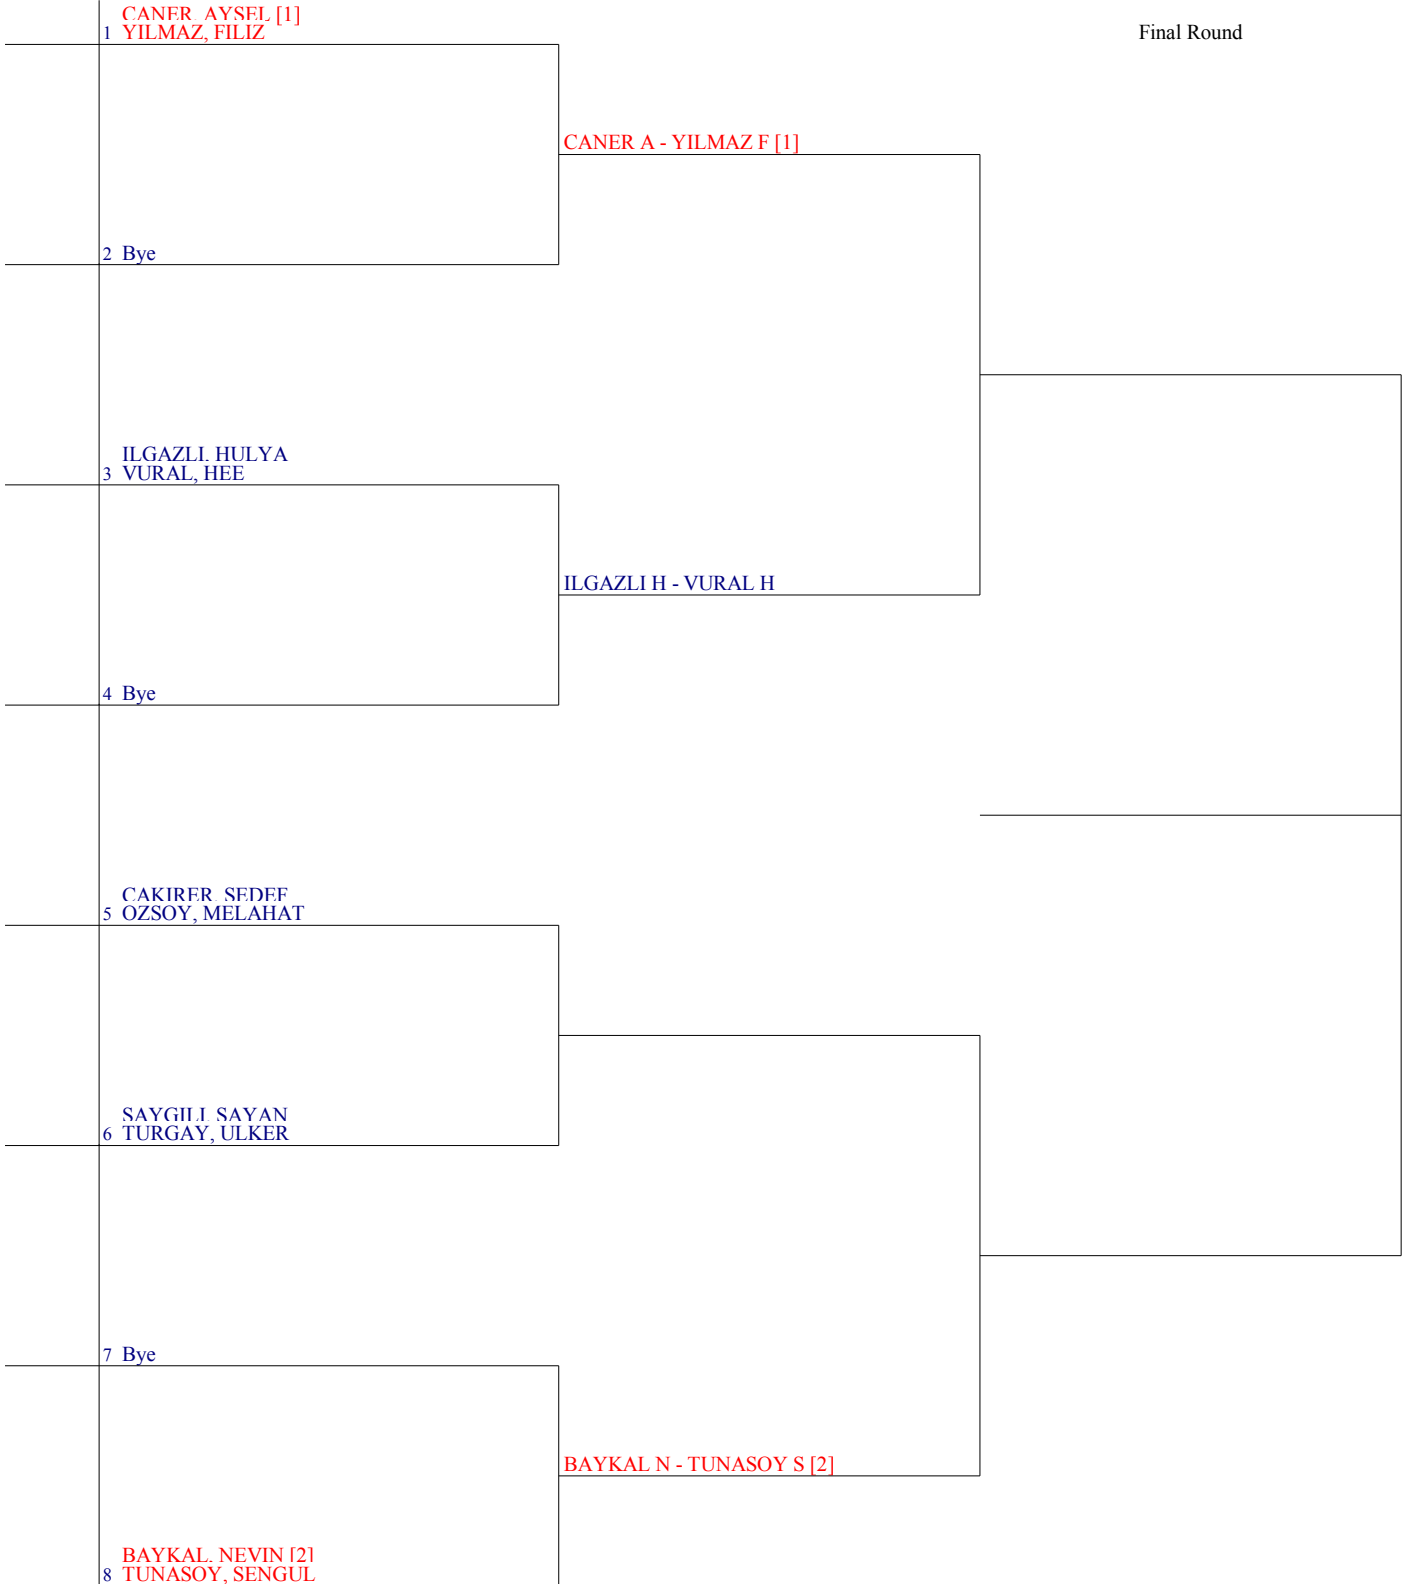 CANER, AYSEL [1]
1 YILMAZ, FILIZ
Final Round
CANER A - YILMAZ F [1]
2 Bye
ILGAZLI, HULYA
3 VURAL, HEE
ILGAZLI H - VURAL H
4 Bye
CAKIRER, SEDEF
5 OZSOY, MELAHAT
SAYGILI, SAYAN
6 TURGAY, ULKER
7 Bye
BAYKAL N - TUNASOY S [2]
BAYKAL, NEVIN [2]
8 TUNASOY, SENGUL